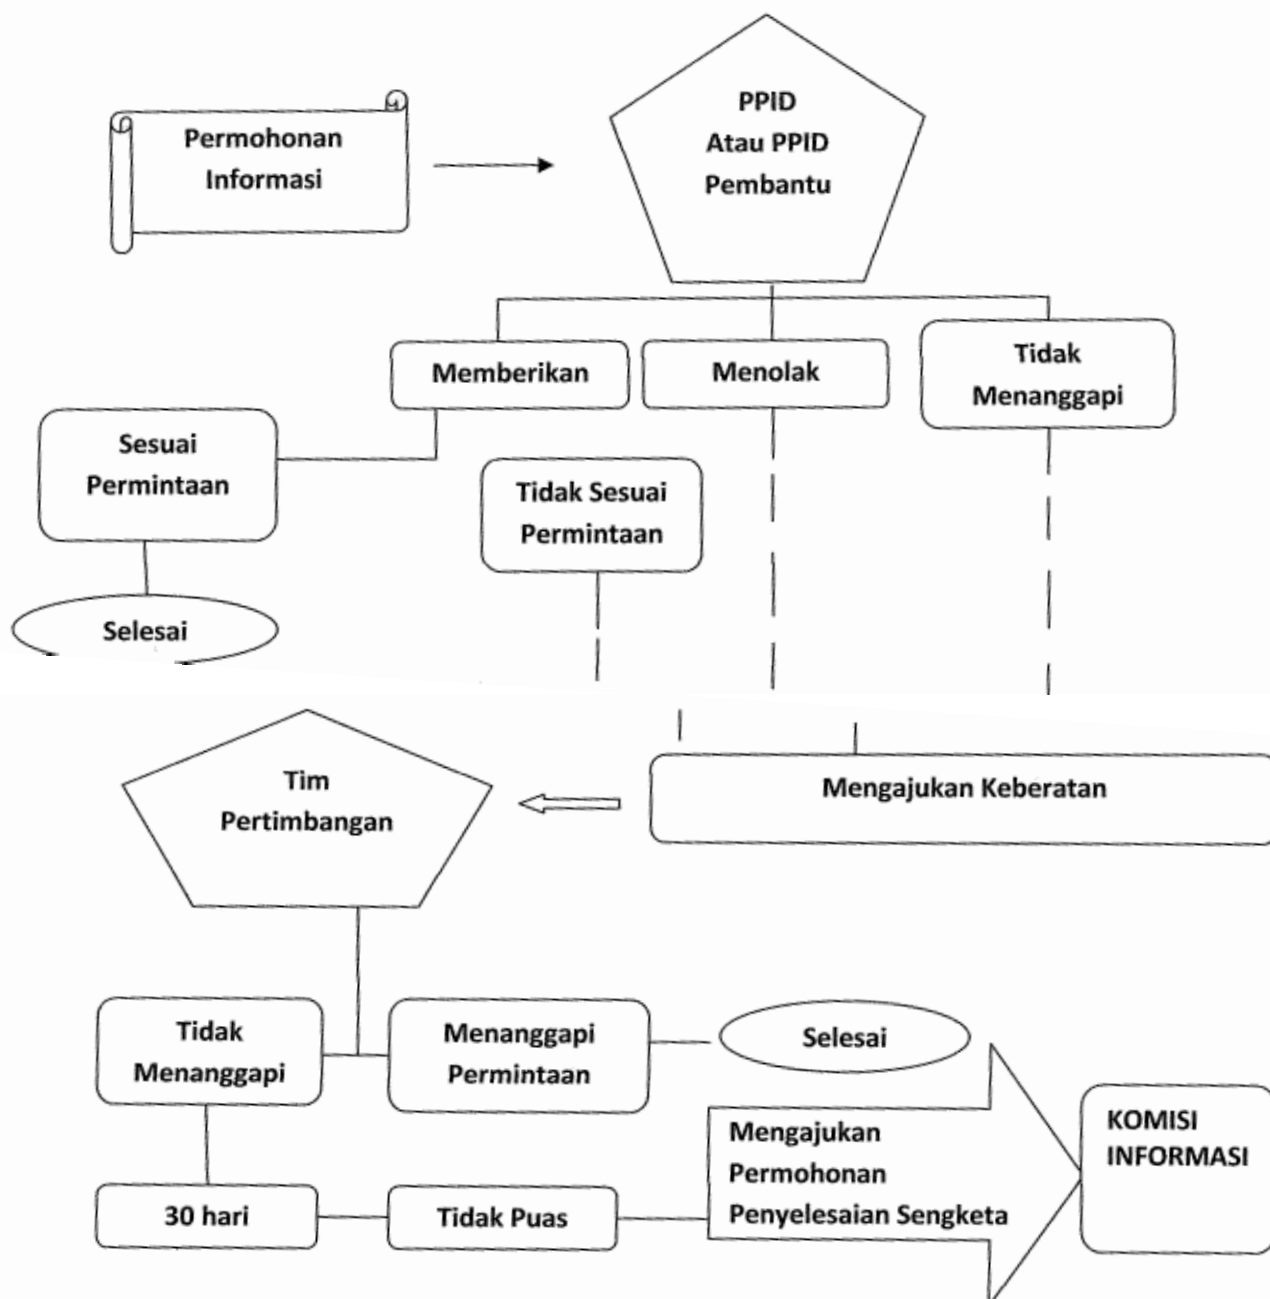 Permohonan
Informasi
PPID
Atau PPID
Pembantu
Memberikan
Menolak
Tidak
Menanggapi
Sesuai
Permintaan
Tidak Sesuai
Permintaan
Selesai
Tim
Pertimbangan
Mengajukan Keberatan
Tidak
Menanggapi
Menanggapi
Permintaan
Selesai
30 hari
Tidak Puas
Mengajukan
Permohonan
Penyelesaian Sengketa
KOMISI
INFORMASI